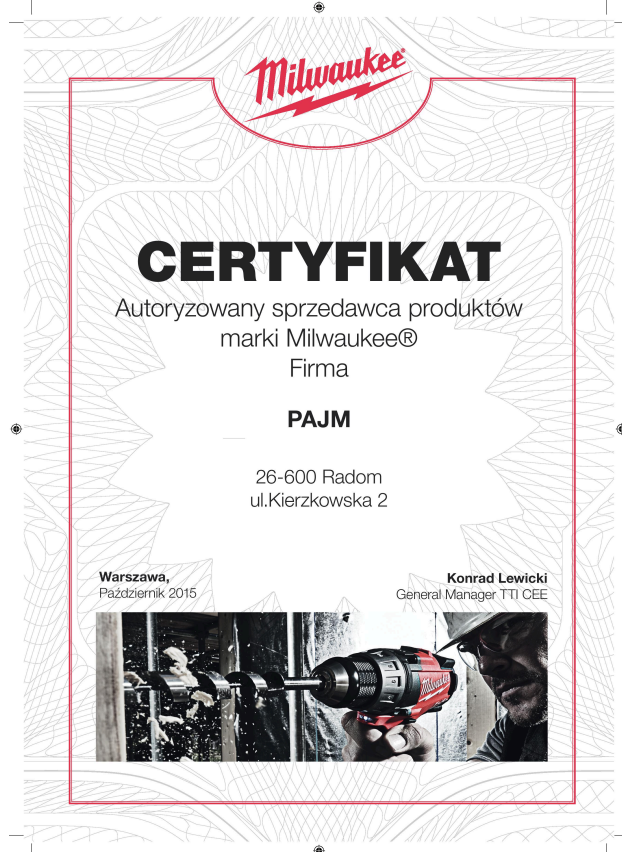 Milwaukee®
CERTYFIKAT
Autoryzowany sprzedawca produktów
marki Milwaukee®
Firma
PAJM
26-600 Radom
ul.Kierzkowska 2
Warszawa,
Październik 2015
Konrad Lewicki
General Manager TTI CEE
Milwaukee